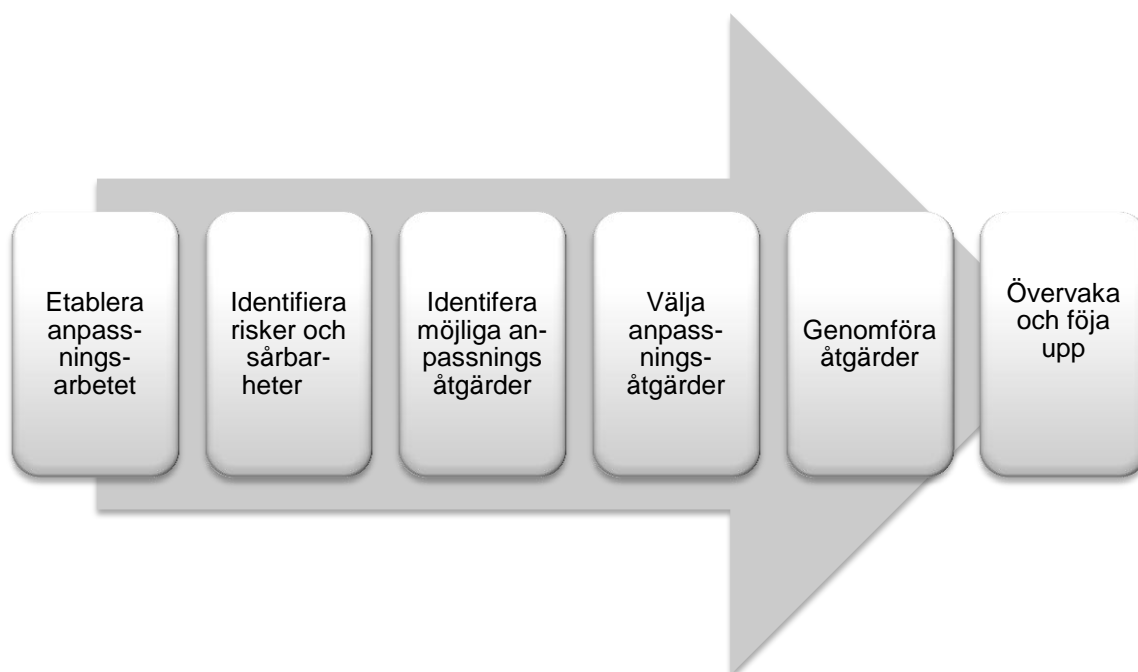 Etablera
anpass-
nings-
arbetet
Identifiera
risker och
sårbar-
heter
Identifera
möjliga an-
passnings
åtgärder
Välja
anpass-
nings-
åtgärder
Genomföra
åtgärder
Övervaka
och föja
upp